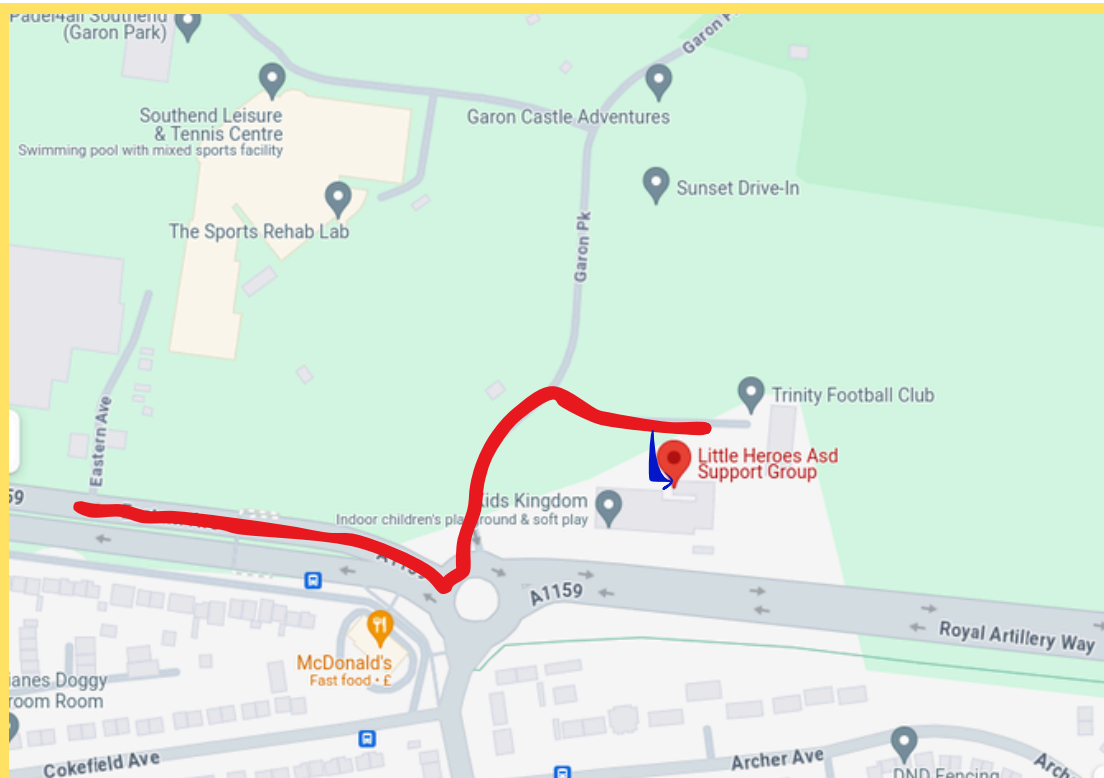 Padel4all Southend
(Garon Park)
Garon P
Southend Leisure
& Tennis Centre
Swimming pool with mixed sports facility
Garon Castle Adventures
Sunset Drive-In
The Sports Rehab Lab
Garon Pk
Trinity Football Club
Eastern Ave
Little Heroes Asd
Support Group
59
Kids Kingdom
Indoor children's playground & soft play
A1159
A1159
Royal Artillery Way
McDonald's
Fast food • £
ianes Doggy
room Room
Cokefield Ave
Archer Ave
Arch
DND Fencing